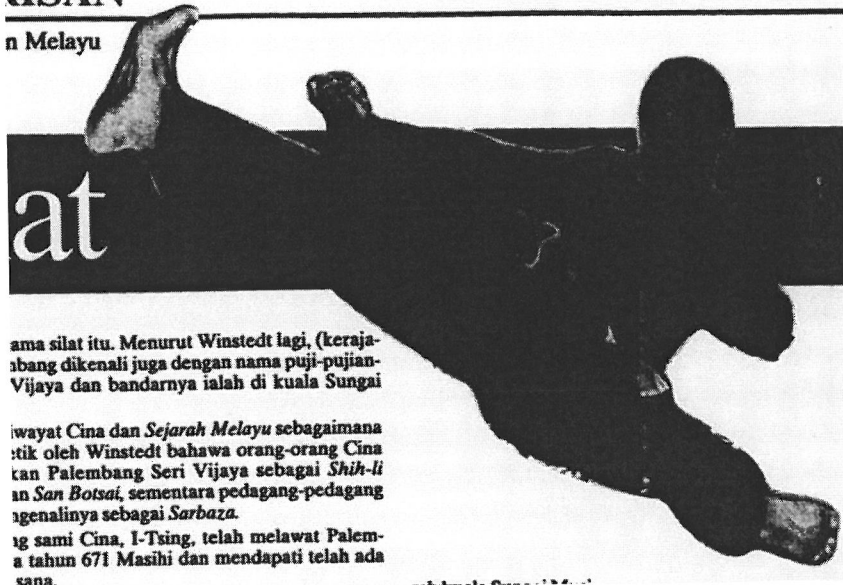 n Melayu
at
ama silat itu. Menurut Winstedt lagi, (keraja-
bang dikenali juga dengan nama puji-pujian-
Vijaya dan bandarnya ialah di kuala Sungai
iwayat Cina dan Sejarah Melayu sebagaimana
etik oleh Winstedt bahawa orang-orang Cina
kan Palembang Seri Vijaya sebagai Shih-li
an San Botsai, sementara pedagang-pedagang
ngenalinya sebagai Sarbaza.
ng sami Cina, I-Tsing, telah melawat Palem-
a tahun 671 Masihi dan mendapati telah ada
sana.